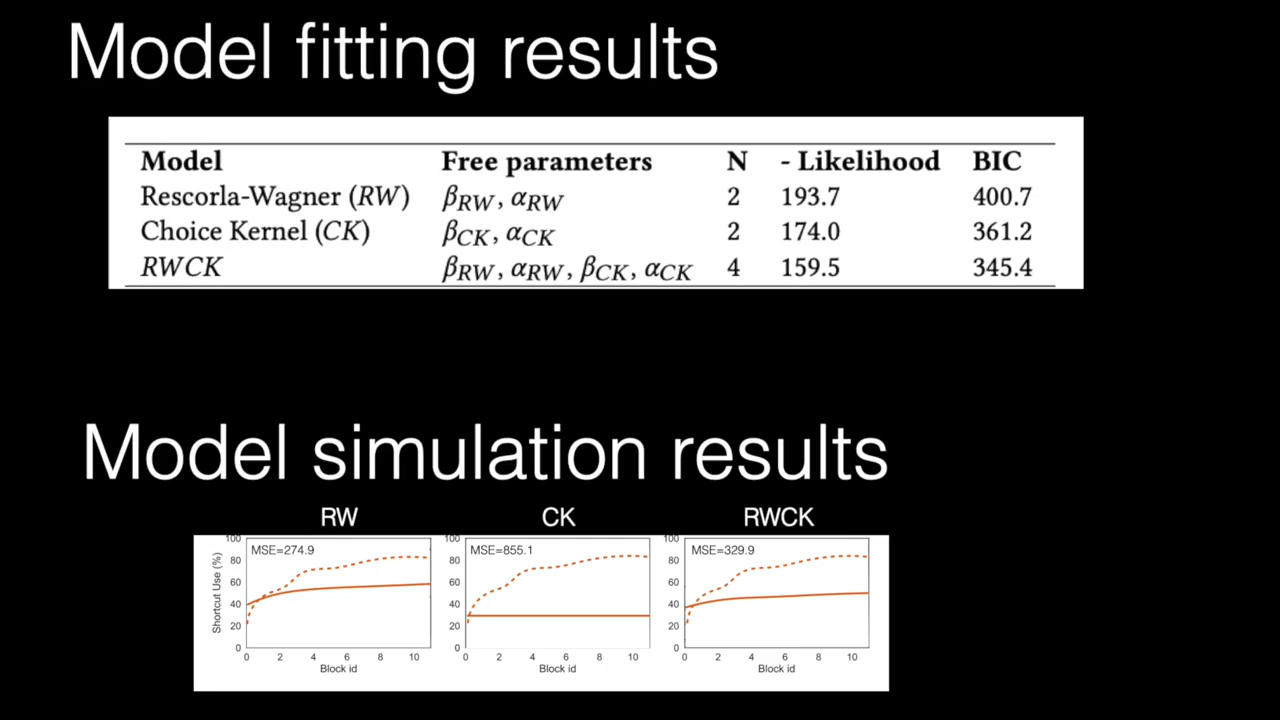 Model fitting results
Model Free parameters N - Likelihood BIC
Rescorla-Wagner (RW) βRW, αRW 2 193.7 400.7
Choice Kernel (CK) βCK, αCK 2 174.0 361.2
RWCK βRW, αRW, βCK, αCK 4 159.5 345.4
Model simulation results
RW CK RWCK
100 100 100
MSE=274.9 MSE=855.1 MSE=329.9
80 80 80
60 60 60
40 40 40
20 20 20
0 0 0
Shortcut Use (%)
0 2 4 6 8 10 0 2 4 6 8 10 0 2 4 6 8 10
Block id Block id Block id